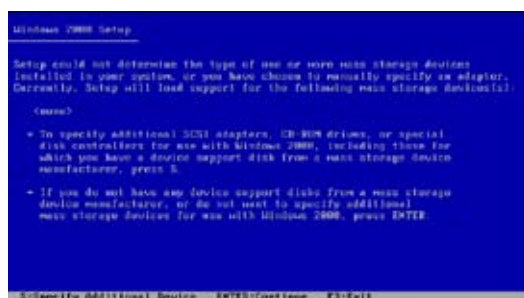 Windows 2000 Setup
Setup could not determine the type of one or more mass storage devices
installed in your system, or you have chosen to manually specify an adapter.
Currently, Setup will load support for the following mass storage devices(s):
<none>
* To specify additional SCSI adapters, CD-ROM drives, or special
disk controllers for use with Windows 2000, including those for
which you have a device support disk from a mass storage device
manufacturer, press S.
* If you do not have any device support disks from a mass storage
device manufacturer, or do not want to specify additional
mass storage devices for use with Windows 2000, press ENTER.
S=Specify Additional Device ENTER=Continue F3=Exit